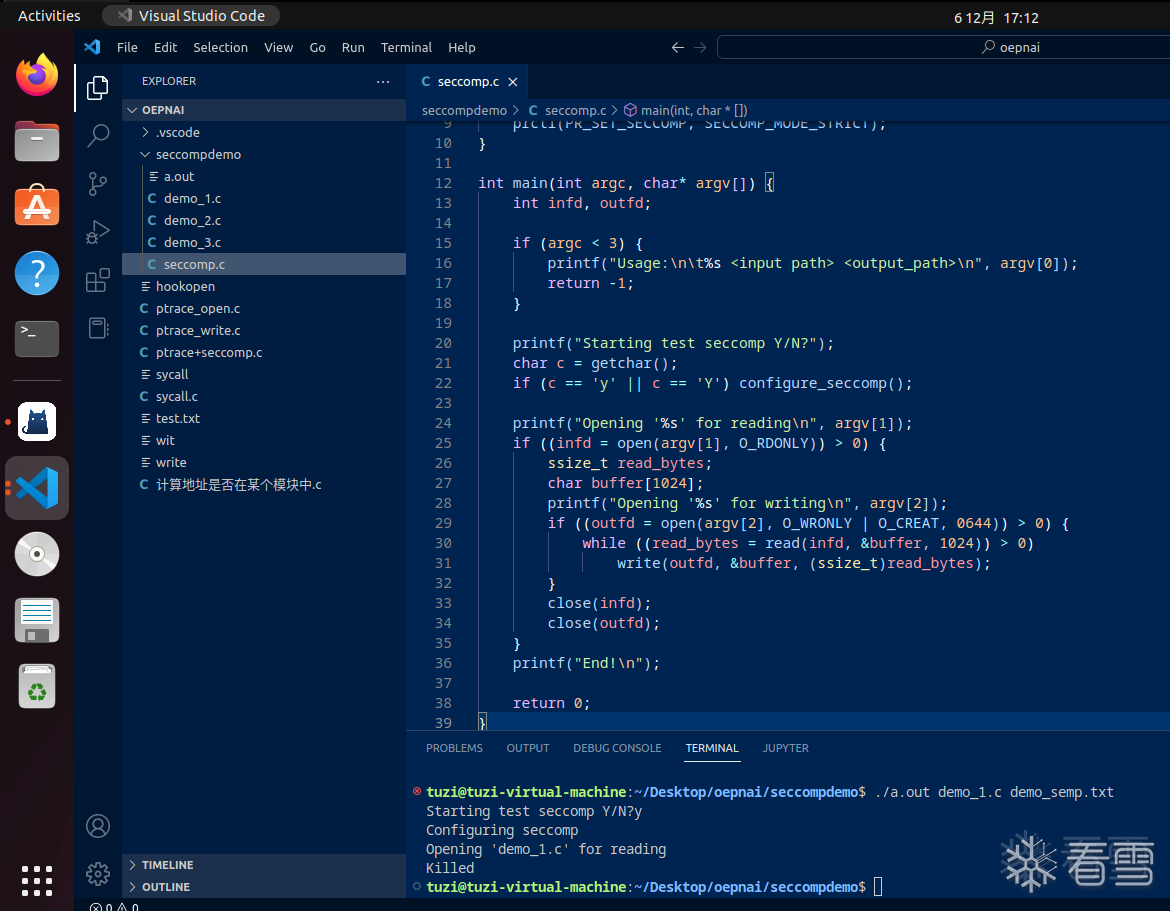 Activities
Visual Studio Code
6 12月 17:12
File Edit Selection View Go Run Terminal Help
oepnai
EXPLORER
OEPNAI
.vscode
seccompdemo
a.out
demo_1.c
demo_2.c
demo_3.c
seccomp.c
hookopen
ptrace_open.c
ptrace_write.c
ptrace+seccomp.c
sycall
sycall.c
test.txt
wit
write
计算地址是否在某个模块中.c
TIMELINE
OUTLINE
seccomp.c
seccompdemo > C seccomp.c > main(int, char * [])
9 prctl(PR_SET_SECCOMP, SECCOMP_MODE_STRICT);
10 }
11
12 int main(int argc, char* argv[]) {
13 int infd, outfd;
14
15 if (argc < 3) {
16 printf("Usage:\n\t%s <input path> <output_path>\n", argv[0]);
17 return -1;
18 }
19
20 printf("Starting test seccomp Y/N?");
21 char c = getchar();
22 if (c == 'y' || c == 'Y') configure_seccomp();
23
24 printf("Opening '%s' for reading\n", argv[1]);
25 if ((infd = open(argv[1], O_RDONLY)) > 0) {
26 ssize_t read_bytes;
27 char buffer[1024];
28 printf("Opening '%s' for writing\n", argv[2]);
29 if ((outfd = open(argv[2], O_WRONLY | O_CREAT, 0644)) > 0) {
30 while ((read_bytes = read(infd, &buffer, 1024)) > 0)
31 write(outfd, &buffer, (ssize_t)read_bytes);
32 }
33 close(infd);
34 close(outfd);
35 }
36 printf("End!\n");
37
38 return 0;
39 }
PROBLEMS OUTPUT DEBUG CONSOLE TERMINAL JUPYTER
tuzi@tuzi-virtual-machine:~/Desktop/oepnai/seccompdemo$ ./a.out demo_1.c demo_semp.txt
Starting test seccomp Y/N?y
Configuring seccomp
Opening 'demo_1.c' for reading
Killed
tuzi@tuzi-virtual-machine:~/Desktop/oepnai/seccompdemo$
看雪
0 0